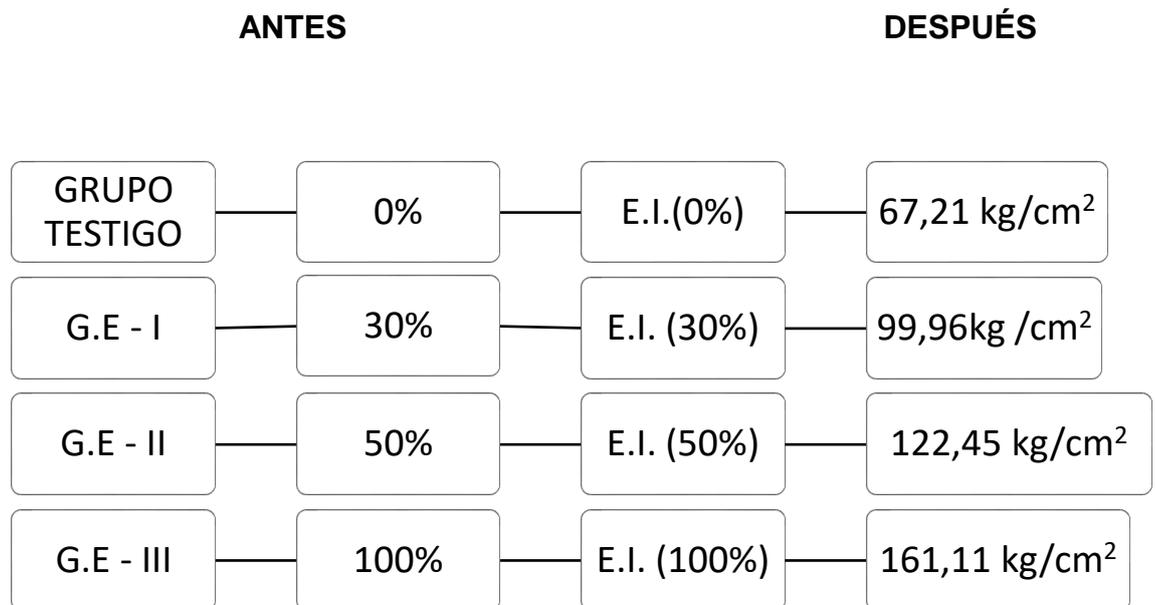 ANTES
DESPUÉS
GRUPO
TESTIGO
0%
E.I.(0%)
67,21 kg/cm²
G.E - I
30%
E.I. (30%)
99,96kg /cm²
G.E - II
50%
E.I. (50%)
122,45 kg/cm²
G.E - III
100%
E.I. (100%)
161,11 kg/cm²